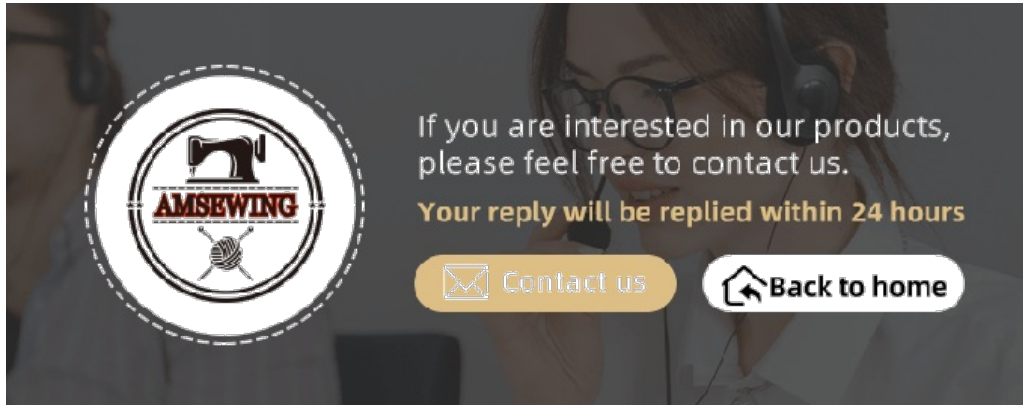 AMSEWING
If you are interested in our products,
please feel free to contact us.
Your reply will be replied within 24 hours
Contact us
Back to home